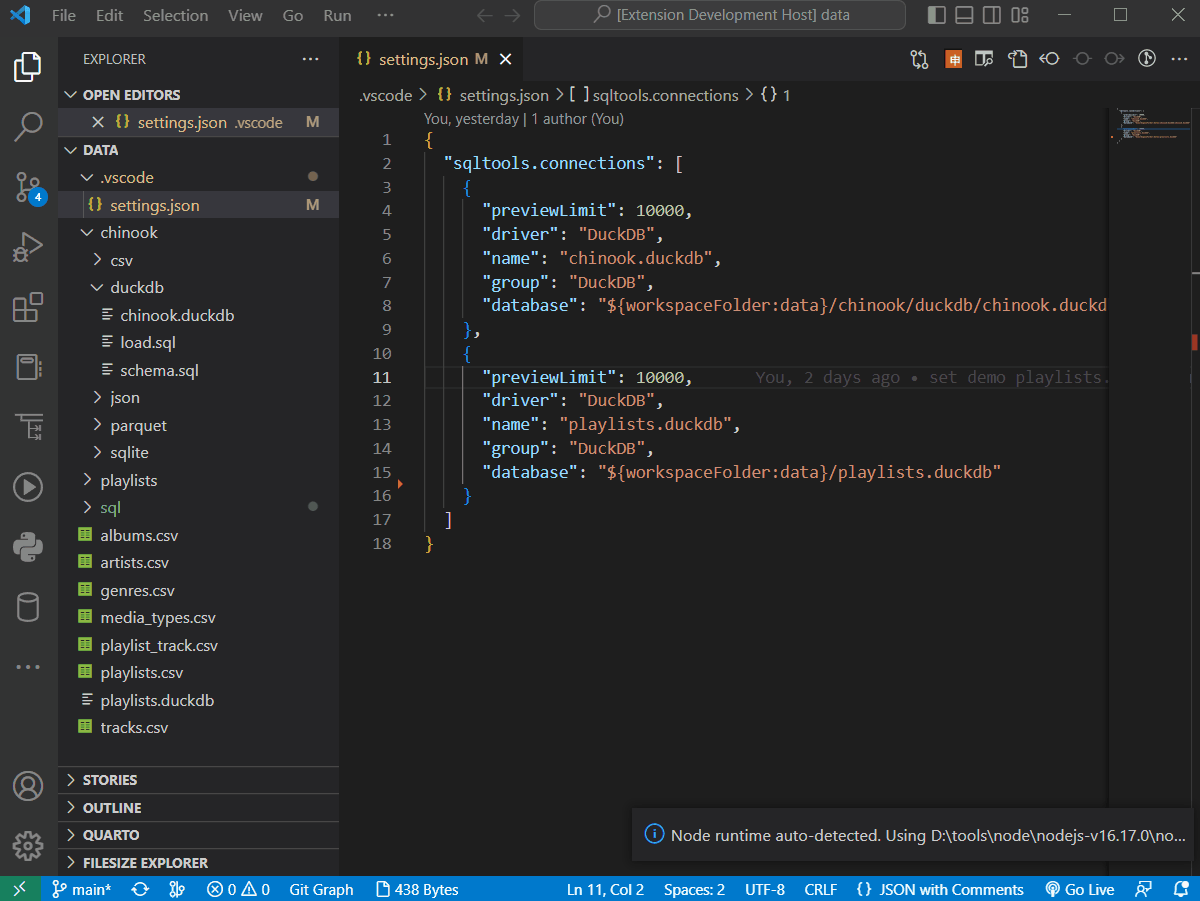 File Edit Selection View Go Run ···
[Extension Development Host] data
EXPLORER
OPEN EDITORS
settings.json .vscode M
DATA
.vscode
settings.json M
chinook
csv
duckdb
chinook.duckdb
load.sql
schema.sql
json
parquet
sqlite
playlists
sql
albums.csv
artists.csv
genres.csv
media_types.csv
playlist_track.csv
playlists.csv
playlists.duckdb
tracks.csv
STORIES
OUTLINE
QUARTO
FILESIZE EXPLORER
4
{} settings.json M
申
.vscode > {} settings.json > [ ] sqltools.connections > {} 1
You, yesterday | 1 author (You)
1 {
2 "sqltools.connections": [
3 {
4 "previewLimit": 10000,
5 "driver": "DuckDB",
6 "name": "chinook.duckdb",
7 "group": "DuckDB",
8 "database": "${workspaceFolder:data}/chinook/duckdb/chinook.duckd
9 },
10 {
11 "previewLimit": 10000, You, 2 days ago • set demo playlists.
12 "driver": "DuckDB",
13 "name": "playlists.duckdb",
14 "group": "DuckDB",
15 "database": "${workspaceFolder:data}/playlists.duckdb"
16 }
17 ]
18 }
Node runtime auto-detected. Using D:\tools\node\nodejs-v16.17.0\no...
main* 0 0 Git Graph 438 Bytes Ln 11, Col 2 Spaces: 2 UTF-8 CRLF {} JSON with Comments Go Live